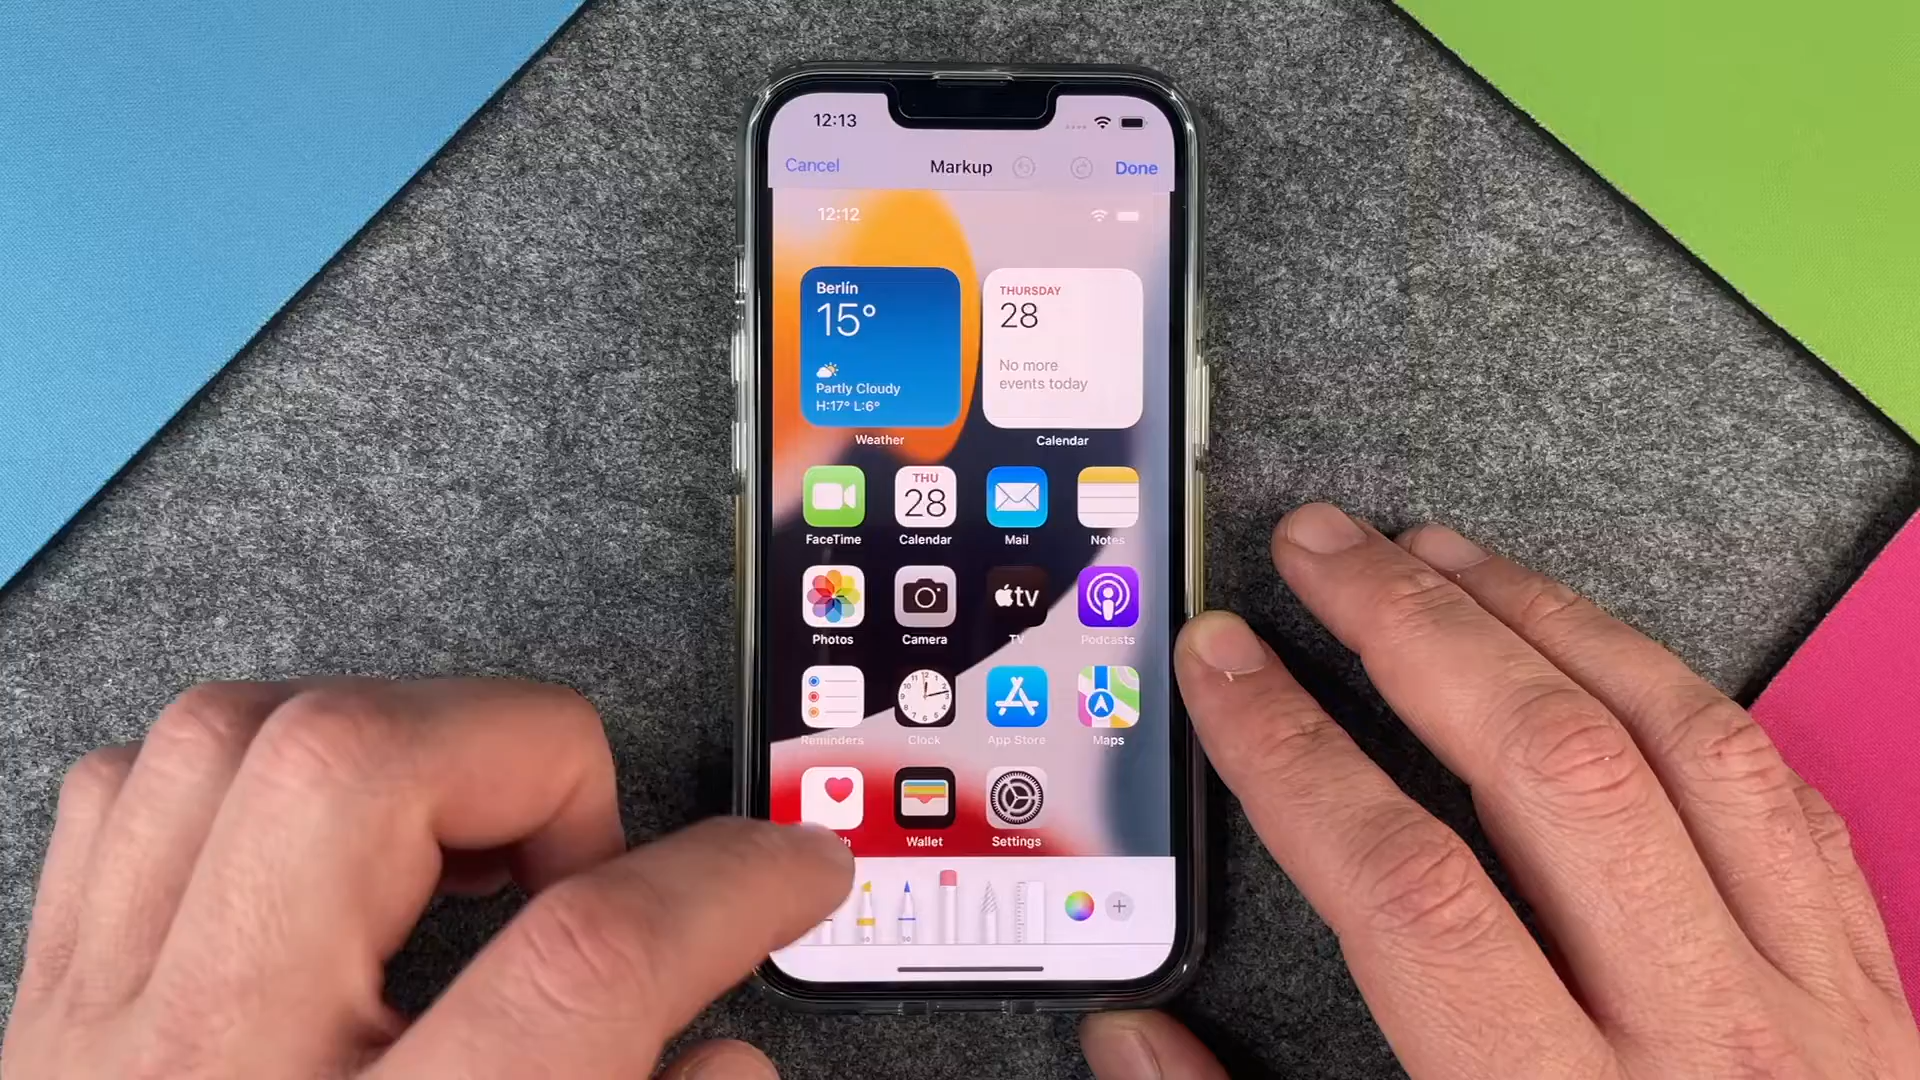 12:13
Cancel Markup Done
12:12
Berlín
15°
Partly Cloudy
H:17° L:6°
Weather
THURSDAY
28
No more
events today
Calendar
THU
28
FaceTime Calendar Mail Notes
tv
Photos Camera TV Podcasts
Reminders Clock App Store Maps
Wallet Settings